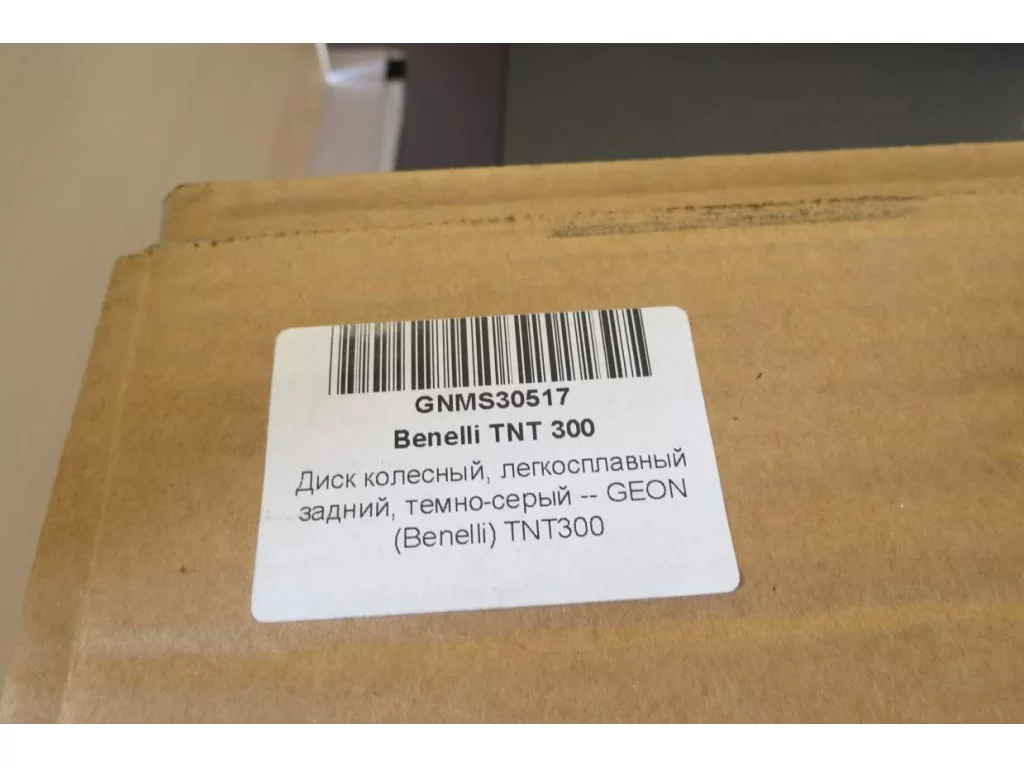 GNMS30517
Benelli TNT 300
Диск колесный, легкосплавный
задний, темно-серый -- GEON
(Benelli) TNT300